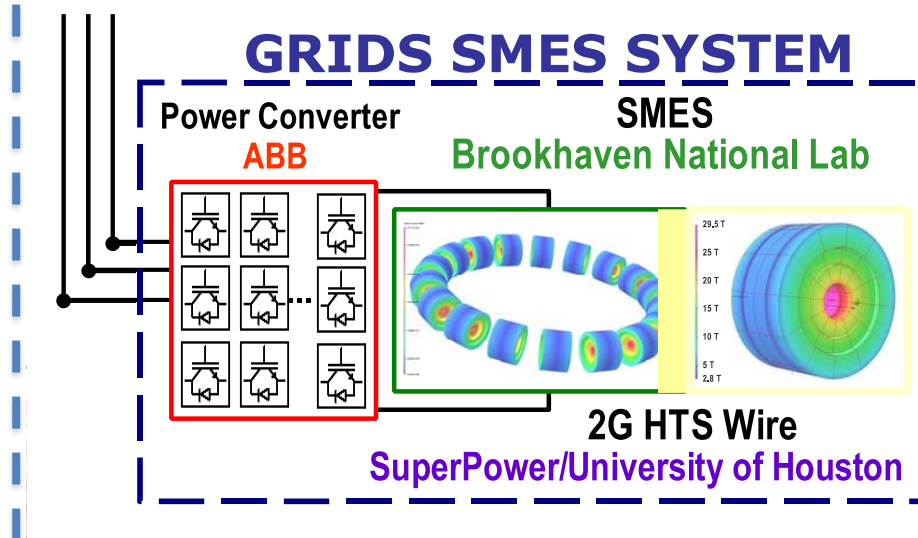 GRIDS SMES SYSTEM
Power Converter
ABB
SMES
Brookhaven National Lab
29.5 T
25 T
20 T
15 T
10 T
5 T
2.8 T
2G HTS Wire
SuperPower/University of Houston